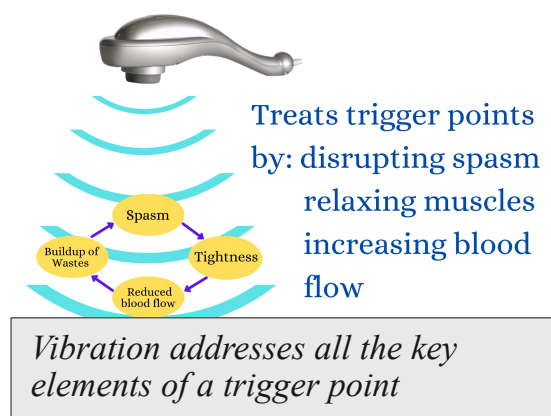 Treats trigger points
by: disrupting spasm
relaxing muscles
increasing blood
flow
Spasm
Buildup of
Wastes
Tightness
Reduced
blood flow
Vibration addresses all the key
elements of a trigger point